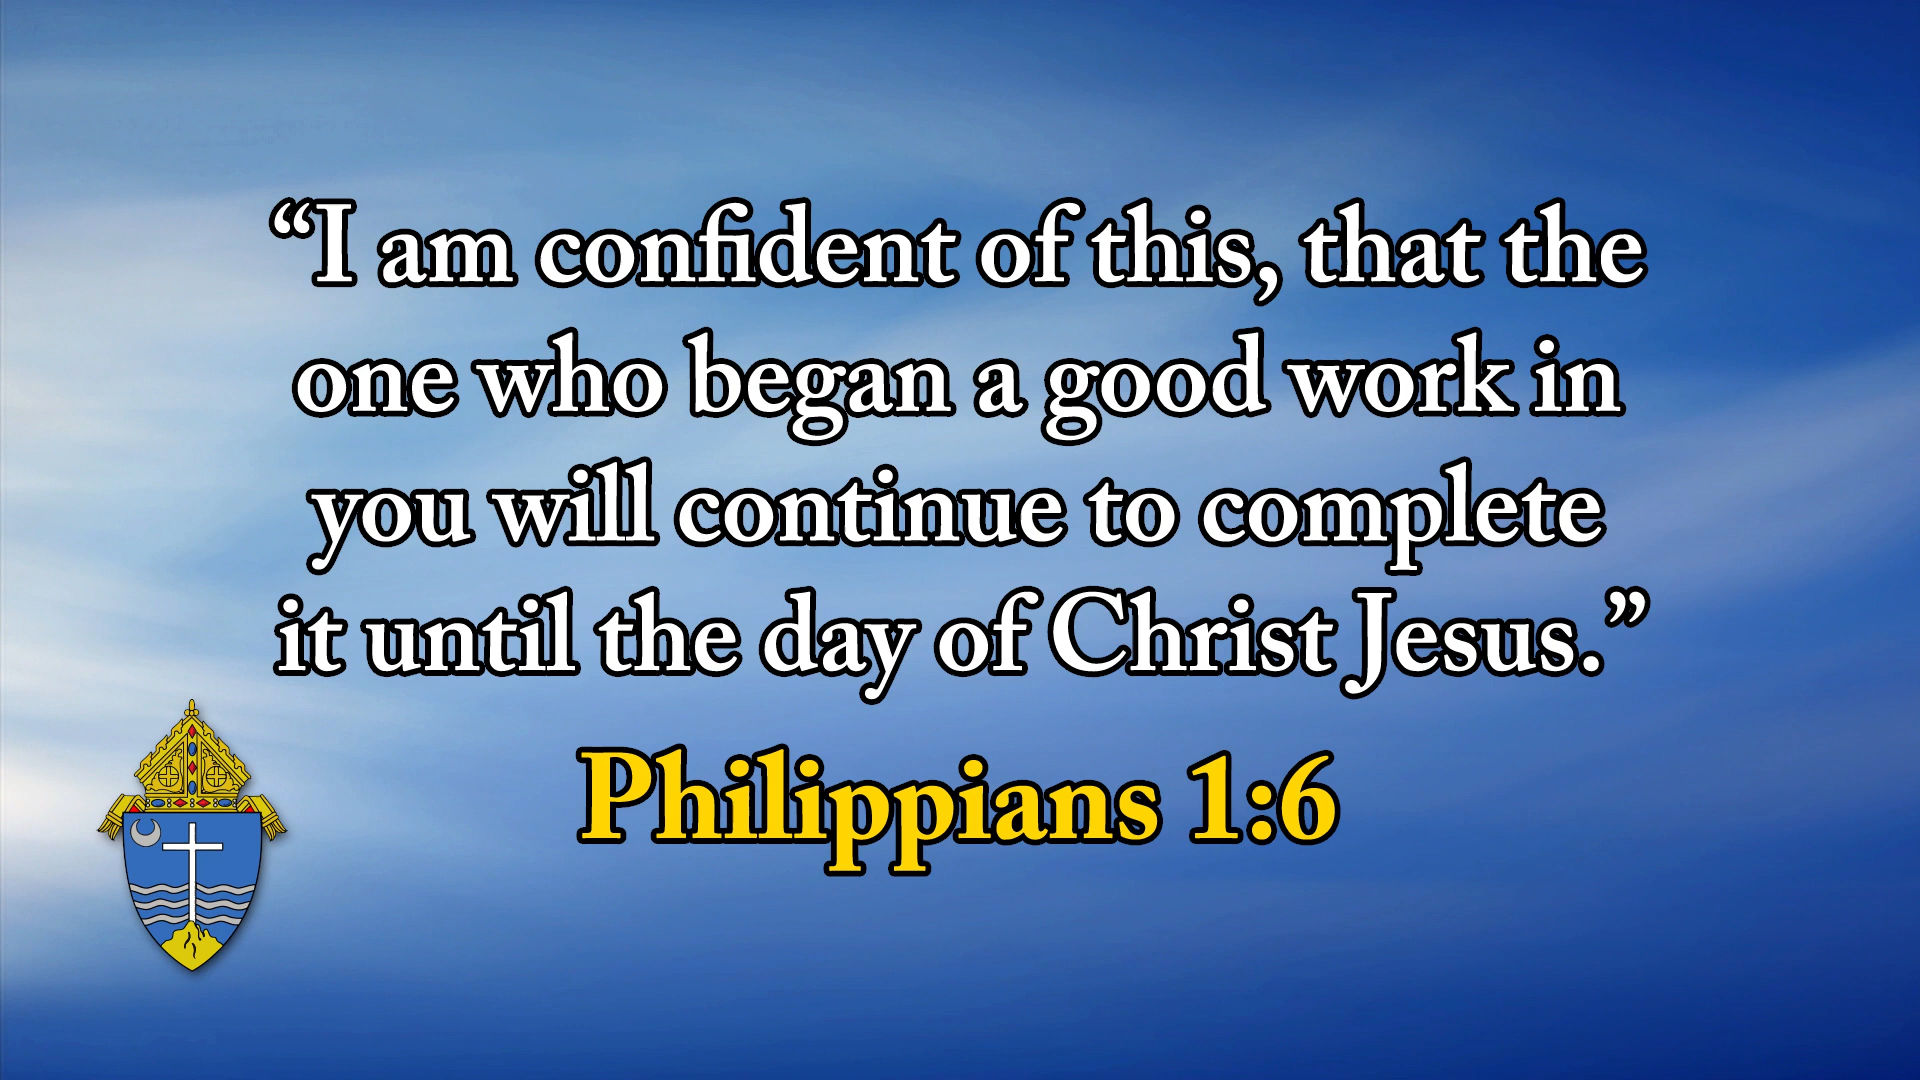 “I am confident of this, that the
one who began a good work in
you will continue to complete
it until the day of Christ Jesus.”
Philippians 1:6